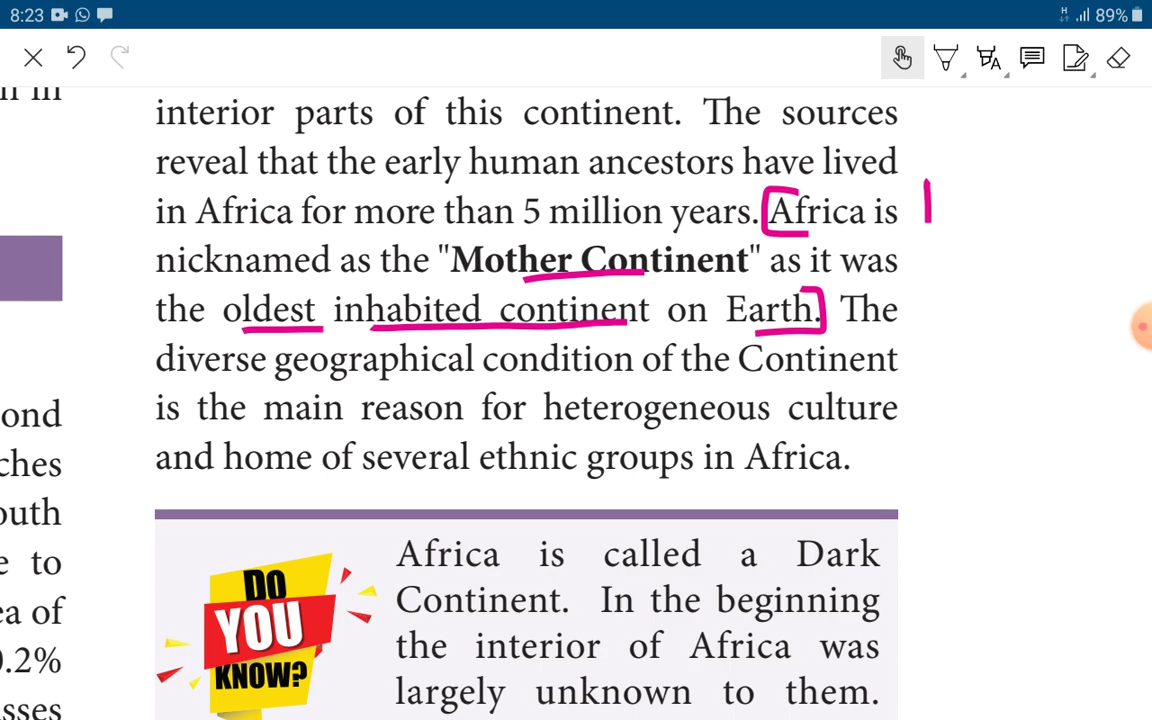 8:23
H
89%
interior parts of this continent. The sources
reveal that the early human ancestors have lived
in Africa for more than 5 million years. Africa is
nicknamed as the "Mother Continent" as it was
the oldest inhabited continent on Earth. The
diverse geographical condition of the Continent
is the main reason for heterogeneous culture
and home of several ethnic groups in Africa.
ond
ches
outh
e to
ea of
0.2%
sses
DO
YOU
KNOW?
Africa is called a Dark
Continent. In the beginning
the interior of Africa was
largely unknown to them.